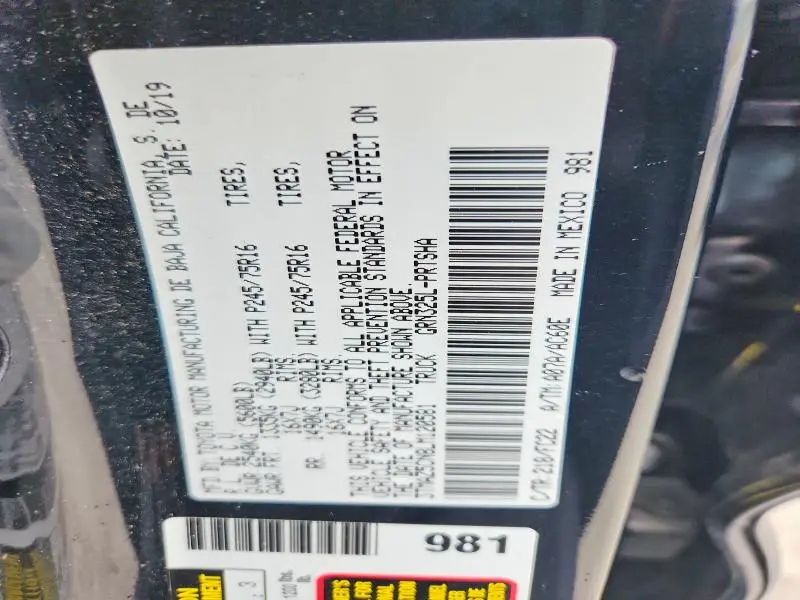 MFD BY: TOYOTA MOTOR MANUFACTURING DE BAJA CALIFORNIA, S. DE
R.L. DE C.V. DATE: 10/19
GVWR 2540KG (5600LB)
GAWR FRT 1335KG (2940LB) WITH P245/75R16 TIRES,
16X7J RIMS,
RR. 1490KG (3280LB) WITH P245/75R16 TIRES,
16X7J RIMS.
THIS VEHICLE CONFORMS TO ALL APPLICABLE FEDERAL MOTOR
VEHICLE SAFETY AND THEFT PREVENTION STANDARDS IN EFFECT ON
THE DATE OF MANUFACTURE SHOWN ABOVE.
TRUCK GRN325L-PRTSHA
C/TR: 218/FC22 A/TM: A07A/AC60E MADE IN MEXICO 981
981